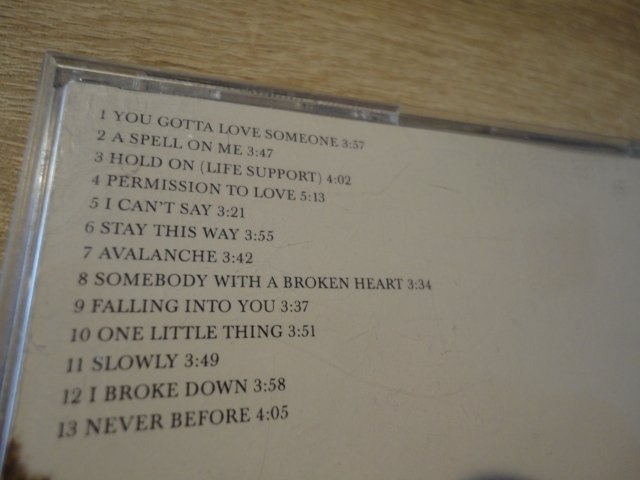 1 YOU GOTTA LOVE SOMEONE 3:57
2 A SPELL ON ME 3:47
3 HOLD ON (LIFE SUPPORT) 4:02
4 PERMISSION TO LOVE 5:13
5 I CAN'T SAY 3:21
6 STAY THIS WAY 3:55
7 AVALANCHE 3:42
8 SOMEBODY WITH A BROKEN HEART 3:34
9 FALLING INTO YOU 3:37
10 ONE LITTLE THING 3:51
11 SLOWLY 3:49
12 I BROKE DOWN 3:58
13 NEVER BEFORE 4:05